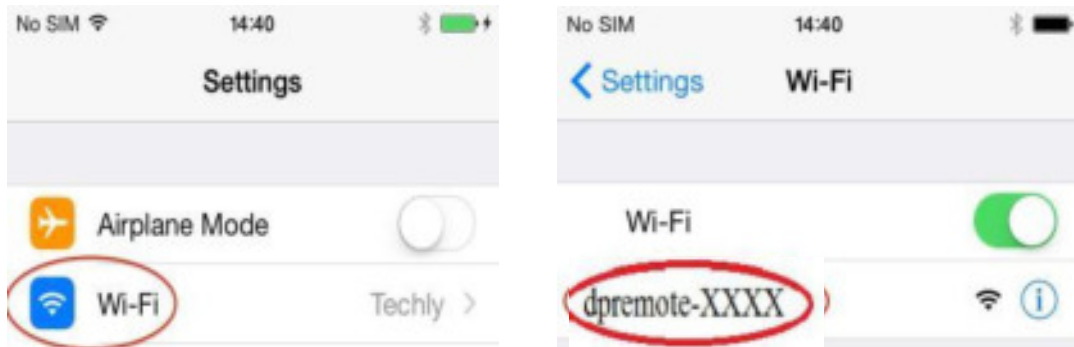 No SIM 14:40
Settings
Airplane Mode
Wi-Fi Techly
No SIM 14:40
Settings Wi-Fi
Wi-Fi
dpremote-XXXX